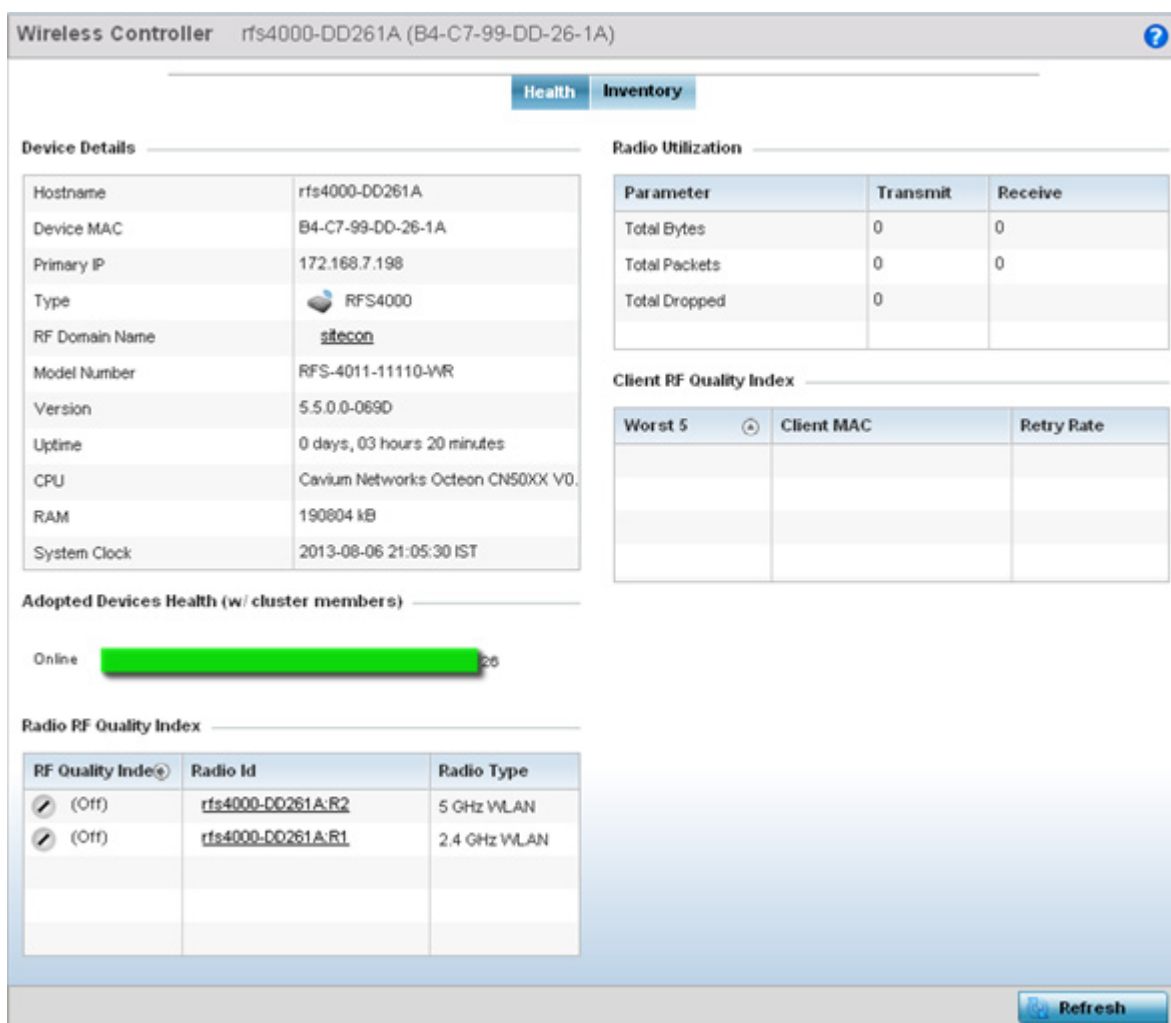 Wireless Controller rfs4000-DD261A (B4-C7-99-DD-26-1A)
?
Health Inventory
Device Details
Hostname rfs4000-DD261A
Device MAC B4-C7-99-DD-26-1A
Primary IP 172.168.7.198
Type RFS4000
RF Domain Name sitecon
Model Number RFS-4011-11110-WR
Version 5.5.0.0-069D
Uptime 0 days, 03 hours 20 minutes
CPU Cavium Networks Octeon CN50XX V0.
RAM 190804 kB
System Clock 2013-08-06 21:05:30 IST
Adopted Devices Health (w/ cluster members)
Online 26
Radio RF Quality Index
RF Quality Inde Radio Id Radio Type
(Off) rfs4000-DD261A:R2 5 GHz WLAN
(Off) rfs4000-DD261A:R1 2.4 GHz WLAN
Radio Utilization
Parameter Transmit Receive
Total Bytes 0 0
Total Packets 0 0
Total Dropped 0
Client RF Quality Index
Worst 5 Client MAC Retry Rate
Refresh